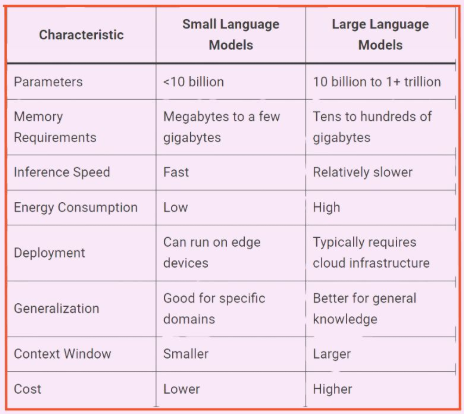 Characteristic
Small Language
Models
Large Language
Models
Parameters
<10 billion
10 billion to 1+ trillion
Memory
Requirements
Megabytes to a few
gigabytes
Tens to hundreds of
gigabytes
Inference Speed
Fast
Relatively slower
Energy Consumption
Low
High
Deployment
Can run on edge
devices
Typically requires
cloud infrastructure
Generalization
Good for specific
domains
Better for general
knowledge
Context Window
Smaller
Larger
Cost
Lower
Higher